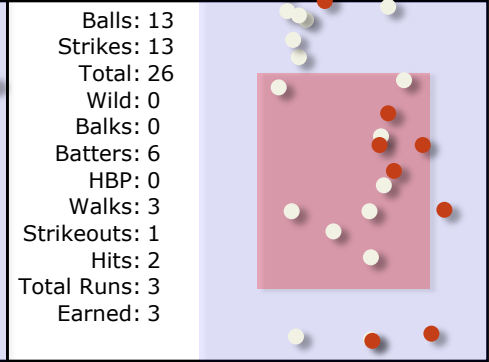 Balls: 13
Strikes: 13
Total: 26
Wild: 0
Balks: 0
Batters: 6
HBP: 0
Walks: 3
Strikeouts: 1
Hits: 2
Total Runs: 3
Earned: 3